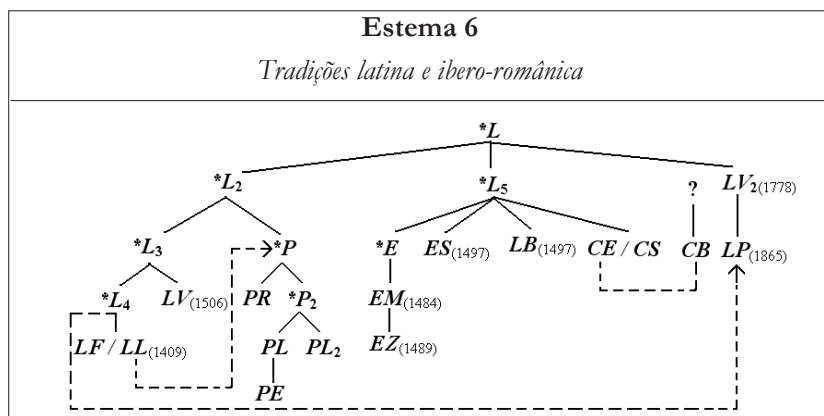 Estema 6
Tradições latina e ibero-românica
*L
*L2 *L5 ? LV2(1778)
*L3 *P *E ES(1497) LB(1497) CE / CS CB LP(1865)
*L4 LV(1506) PR *P2 EM(1484)
LF / LL(1409) PL PL2 EZ(1489)
PE